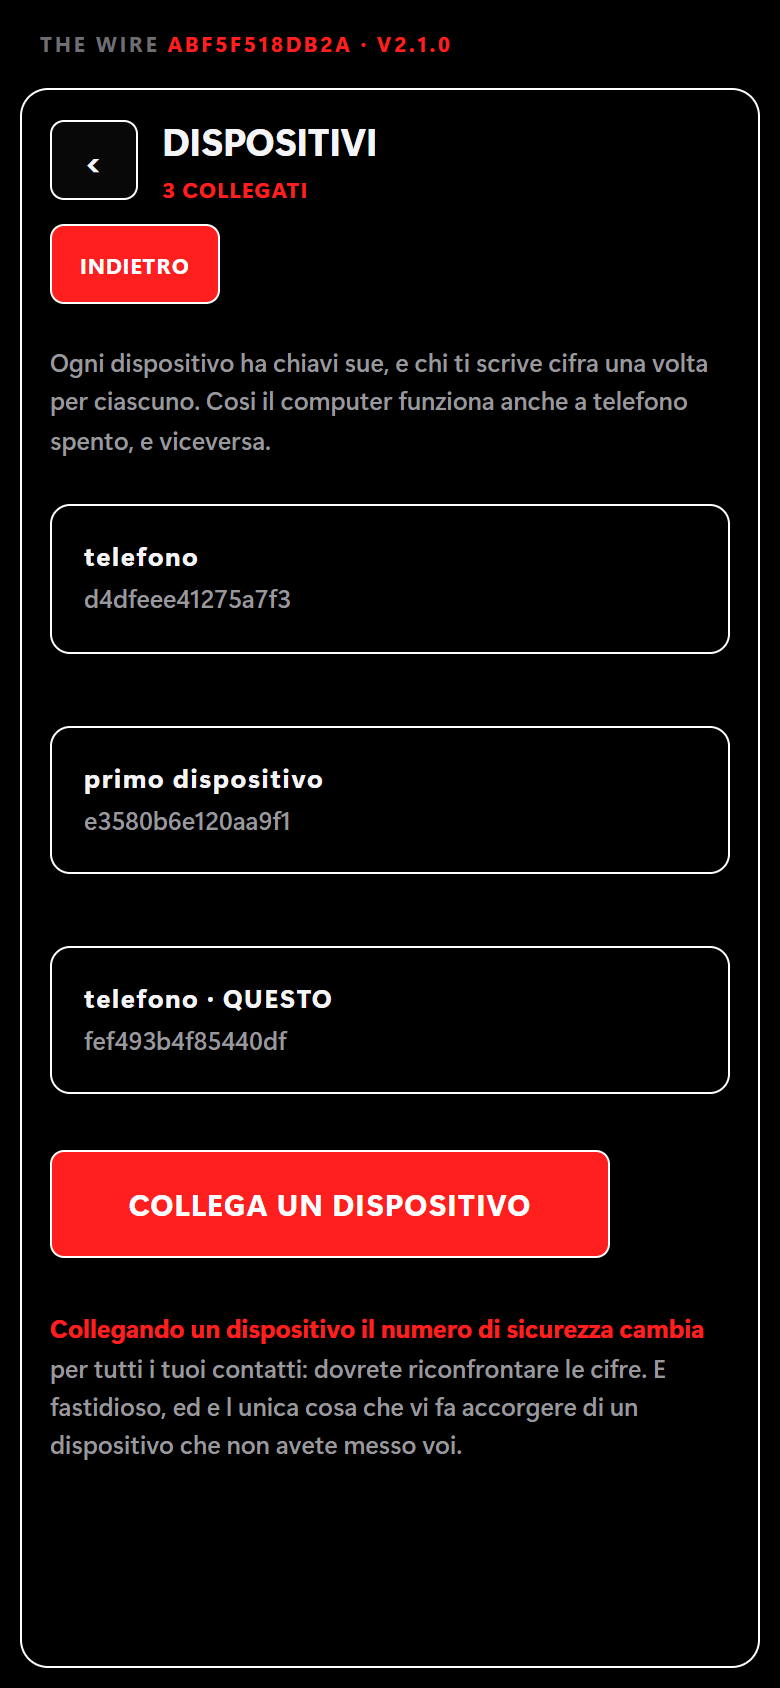 THE WIRE ABF5F518DB2A · V2.1.0
‹
DISPOSITIVI
3 COLLEGATI
INDIETRO
Ogni dispositivo ha chiavi sue, e chi ti scrive cifra una volta
per ciascuno. Cosi il computer funziona anche a telefono
spento, e viceversa.
telefono
d4dfeee41275a7f3
primo dispositivo
e3580b6e120aa9f1
telefono · QUESTO
fef493b4f85440df
COLLEGA UN DISPOSITIVO
Collegando un dispositivo il numero di sicurezza cambia
per tutti i tuoi contatti: dovrete riconfrontare le cifre. E
fastidioso, ed e l unica cosa che vi fa accorgere di un
dispositivo che non avete messo voi.